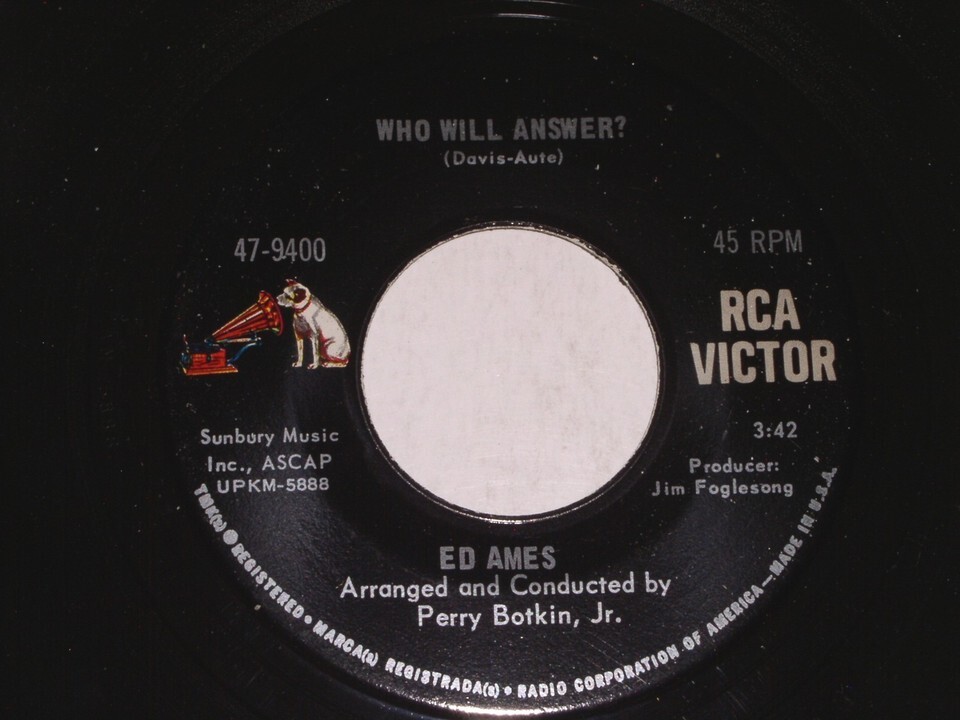 WHO WILL ANSWER?
(Davis-Aute)
47-9400
45 RPM
RCA
VICTOR
Sunbury Music
Inc., ASCAP
UPKM-5888
3:42
Producer:
Jim Foglesong
ED AMES
Arranged and Conducted by
Perry Botkin, Jr.
TMK(s) ® REGISTERED • MARCA(s) REGISTRADA(s) • RADIO CORPORATION OF AMERICA—MADE IN U.S.A.